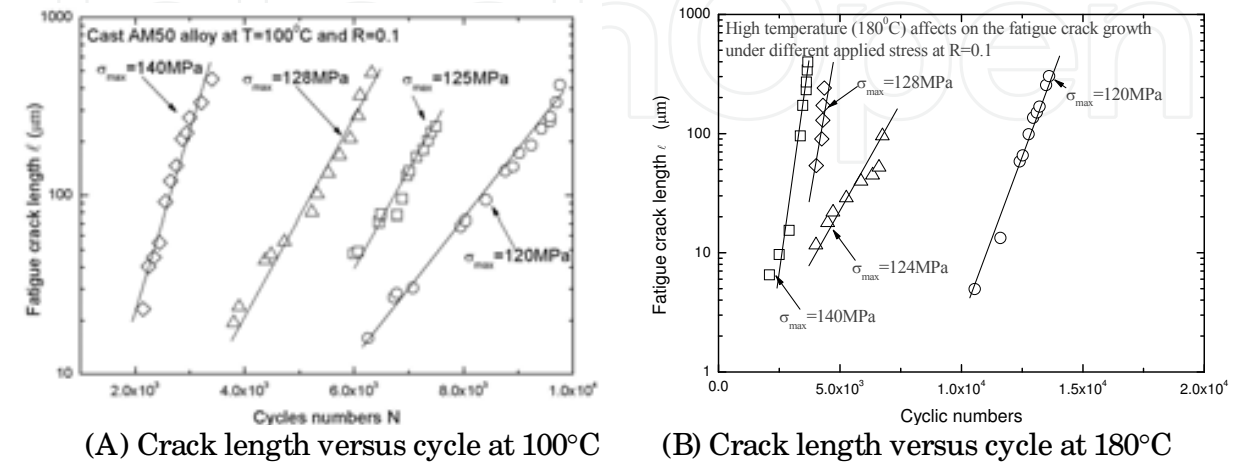 1000
100
10
Fatigue crack length ℓ (μm)
Cast AM50 alloy at T=100⁰C and R=0.1
σmax=140MPa
σmax=128MPa
σmax=125MPa
σmax=120MPa
2.0x10³ 4.0x10³ 6.0x10³ 8.0x10³ 1.0x10⁴
Cycles numbers N
(A) Crack length versus cycle at 100°C
open
1000
100
10
1
Fatigue crack length ℓ (μm)
High temperature (180⁰C) affects on the fatigue crack growth
under different applied stress at R=0.1
σmax=128MPa
σmax=120MPa
σmax=124MPa
σmax=140MPa
0.0 5.0x10³ 1.0x10⁴ 1.5x10⁴ 2.0x10⁴
Cyclic numbers
(B) Crack length versus cycle at 180°C